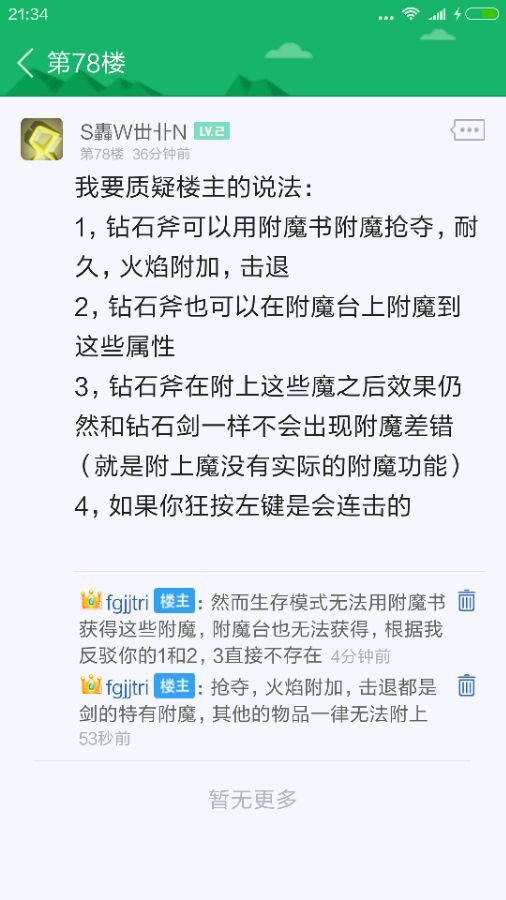 21:34
第78楼
S轟W丗卝N LV.2
第78楼 36分钟前
我要质疑楼主的说法：
1，钻石斧可以用附魔书附魔抢夺，耐
久，火焰附加，击退
2，钻石斧也可以在附魔台上附魔到
这些属性
3，钻石斧在附上这些魔之后效果仍
然和钻石剑一样不会出现附魔差错
（就是附上魔没有实际的附魔功能）
4，如果你狂按左键是会连击的
fgjjtri 楼主：然而生存模式无法用附魔书
获得这些附魔，附魔台也无法获得，根据我
反驳你的1和2，3直接不存在 4分钟前
fgjjtri 楼主：抢夺，火焰附加，击退都是
剑的特有附魔，其他的物品一律无法附上
53秒前
暂无更多